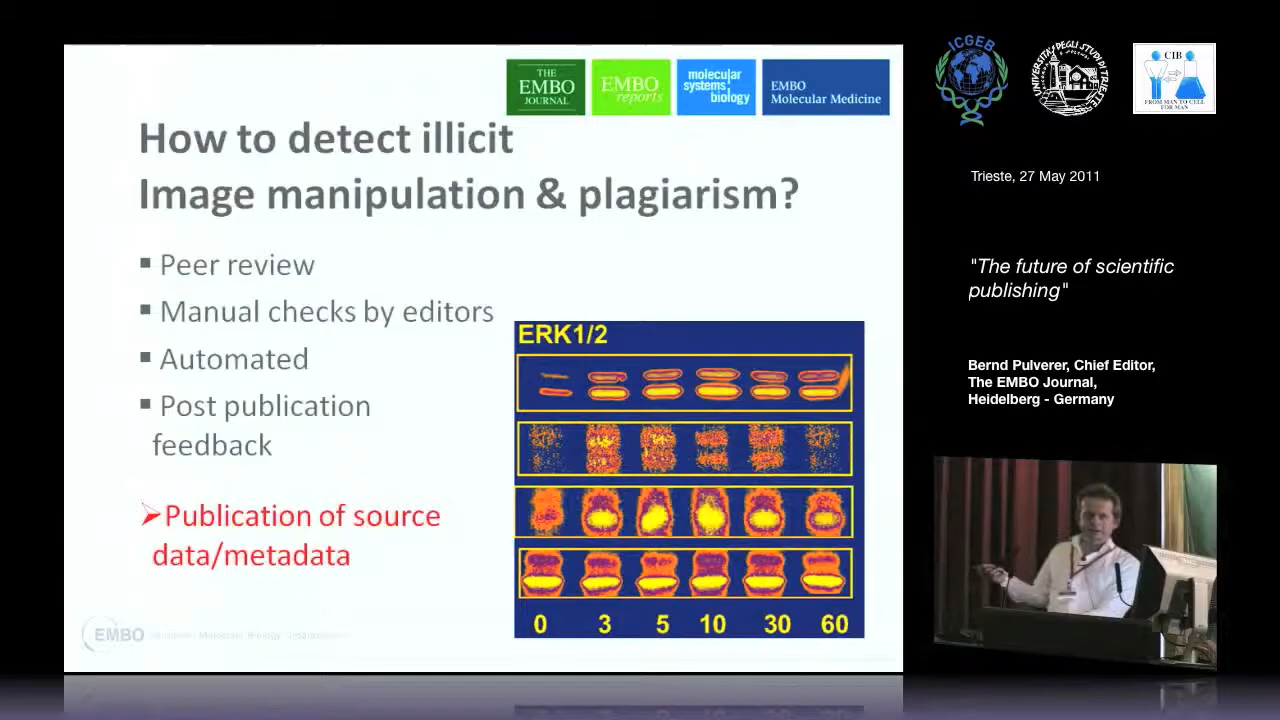 THE
EMBO
JOURNAL
EMBO
reports
molecular
systems
biology
EMBO
Molecular Medicine
How to detect illicit
Image manipulation & plagiarism?
▪ Peer review
▪ Manual checks by editors
▪ Automated
▪ Post publication
feedback
➢Publication of source
data/metadata
ERK1/2
0 3 5 10 30 60
EMBO
ICGEB
UNIVERSITAS DEGLI STUDI DI TRIESTE
CIB
FROM MAN TO CELL
FOR MAN
Trieste, 27 May 2011
"The future of scientific
publishing"
Bernd Pulverer, Chief Editor,
The EMBO Journal,
Heidelberg - Germany